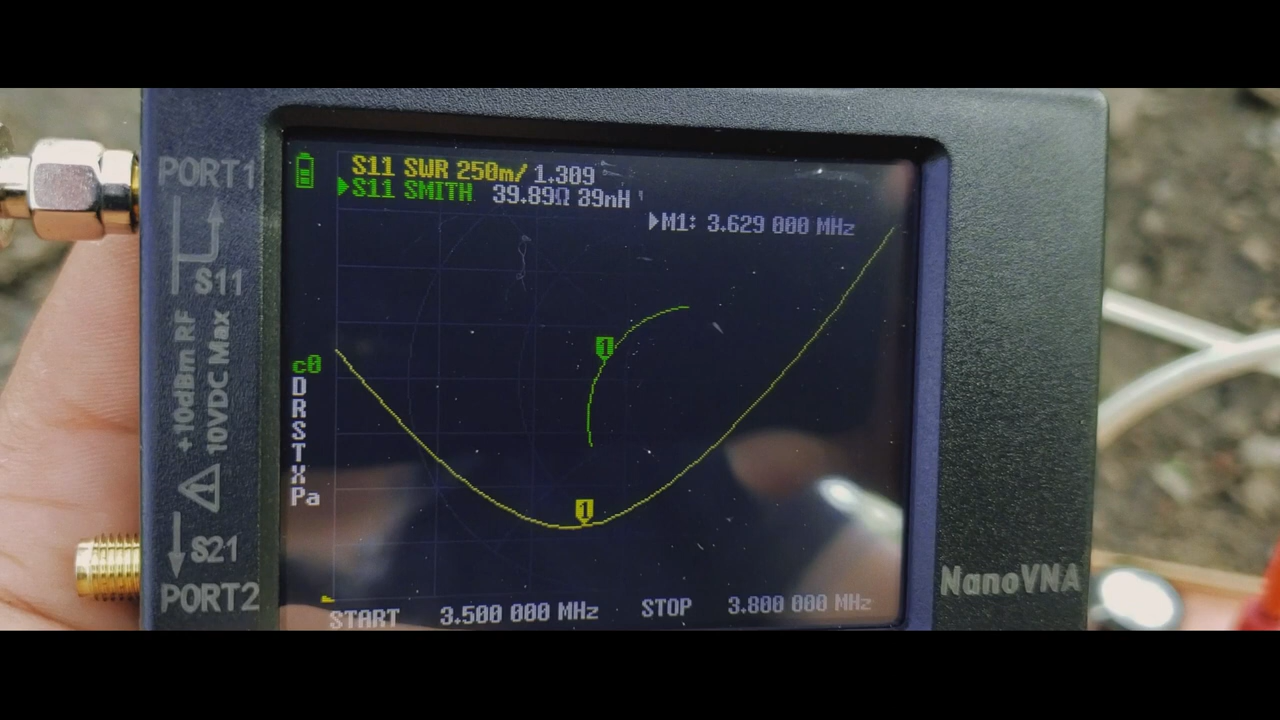 PORT1
S11
+10dBm RF
10VDC Max
S21
PORT2
S11 SWR 250m/ 1.309
S11 SMITH 39.89Ω 39nH
M1: 3.629 000 MHz
c0
D
R
S
T
X
Pa
1
1
START 3.500 000 MHz STOP 3.800 000 MHz
NanoVNA